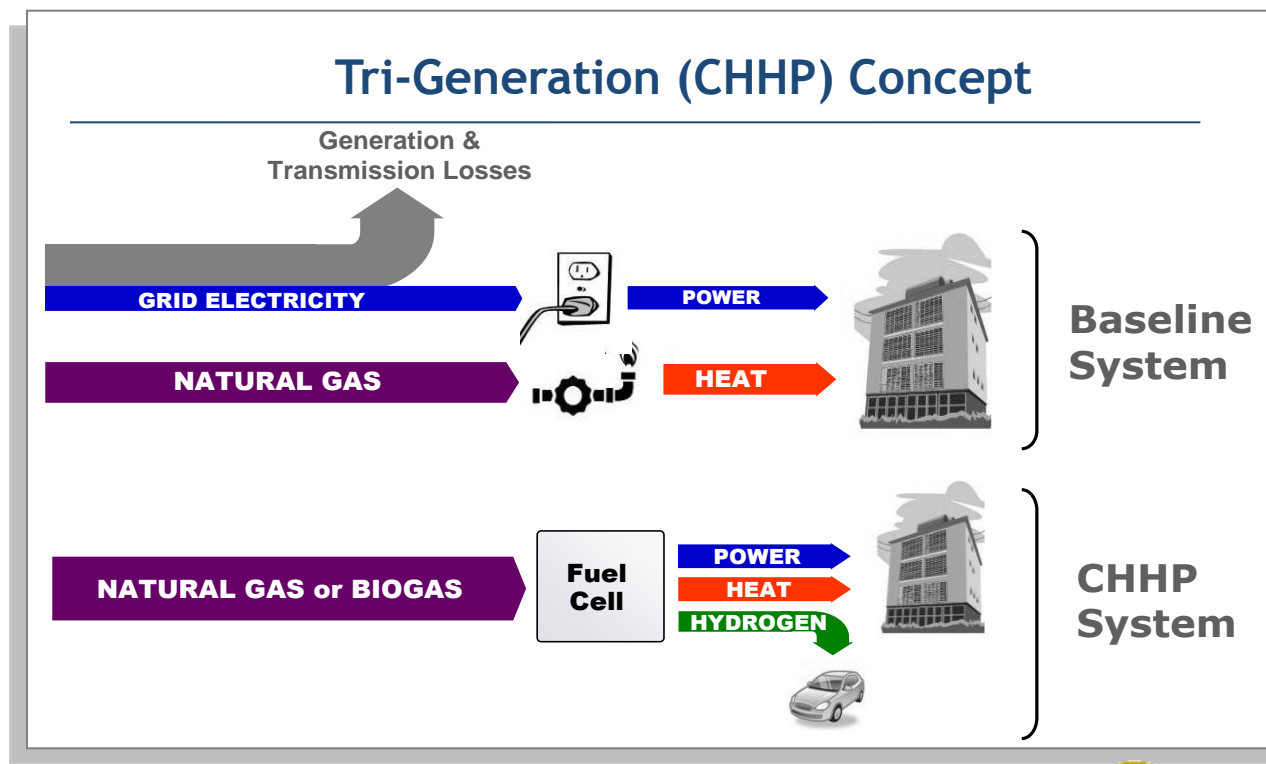 Tri-Generation (CHHP) Concept
Generation &
Transmission Losses
GRID ELECTRICITY
POWER
NATURAL GAS
HEAT
Baseline
System
NATURAL GAS or BIOGAS
Fuel
Cell
POWER
HEAT
HYDROGEN
CHHP
System